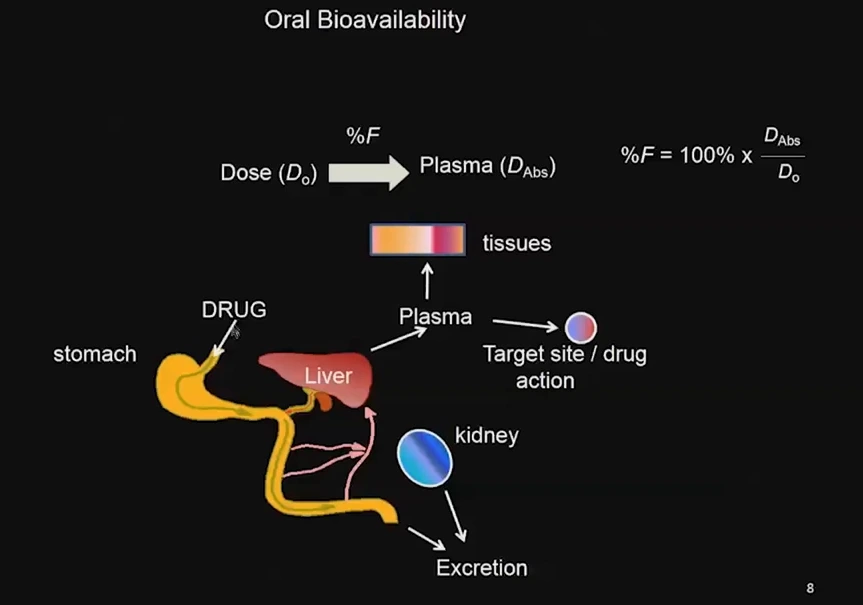 Oral Bioavailability
%F
Dose (Do)
Plasma (DAbs)
%F = 100% x DAbs
Do
tissues
DRUG
Plasma
stomach
Target site / drug
action
Liver
kidney
Excretion
8